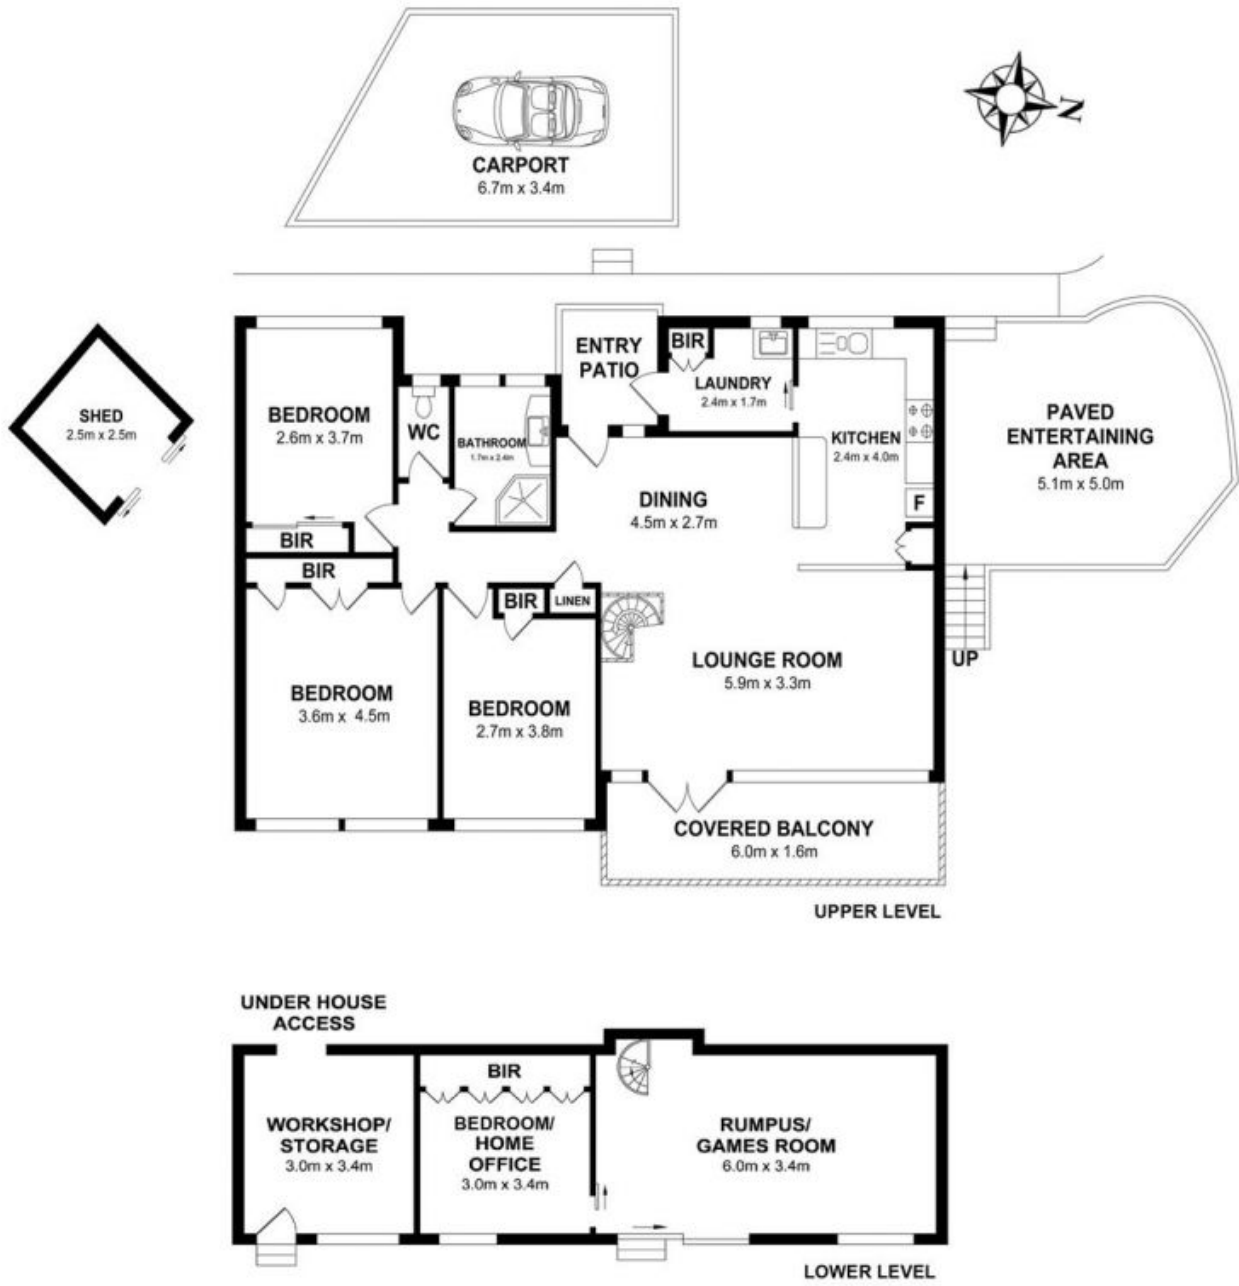 CARPORT
6.7m x 3.4m
N
SHED
2.5m x 2.5m
BEDROOM
2.6m x 3.7m
WC
BATHROOM
1.7m x 2.4m
ENTRY
PATIO
BIR
LAUNDRY
2.4m x 1.7m
KITCHEN
2.4m x 4.0m
F
PAVED
ENTERTAINING
AREA
5.1m x 5.0m
DINING
4.5m x 2.7m
BIR
BIR
BIR
LINEN
UP
LOUNGE ROOM
5.9m x 3.3m
BEDROOM
3.6m x 4.5m
BEDROOM
2.7m x 3.8m
COVERED BALCONY
6.0m x 1.6m
UPPER LEVEL
UNDER HOUSE
ACCESS
WORKSHOP/
STORAGE
3.0m x 3.4m
BIR
BEDROOM/
HOME
OFFICE
3.0m x 3.4m
RUMPUS/
GAMES ROOM
6.0m x 3.4m
LOWER LEVEL